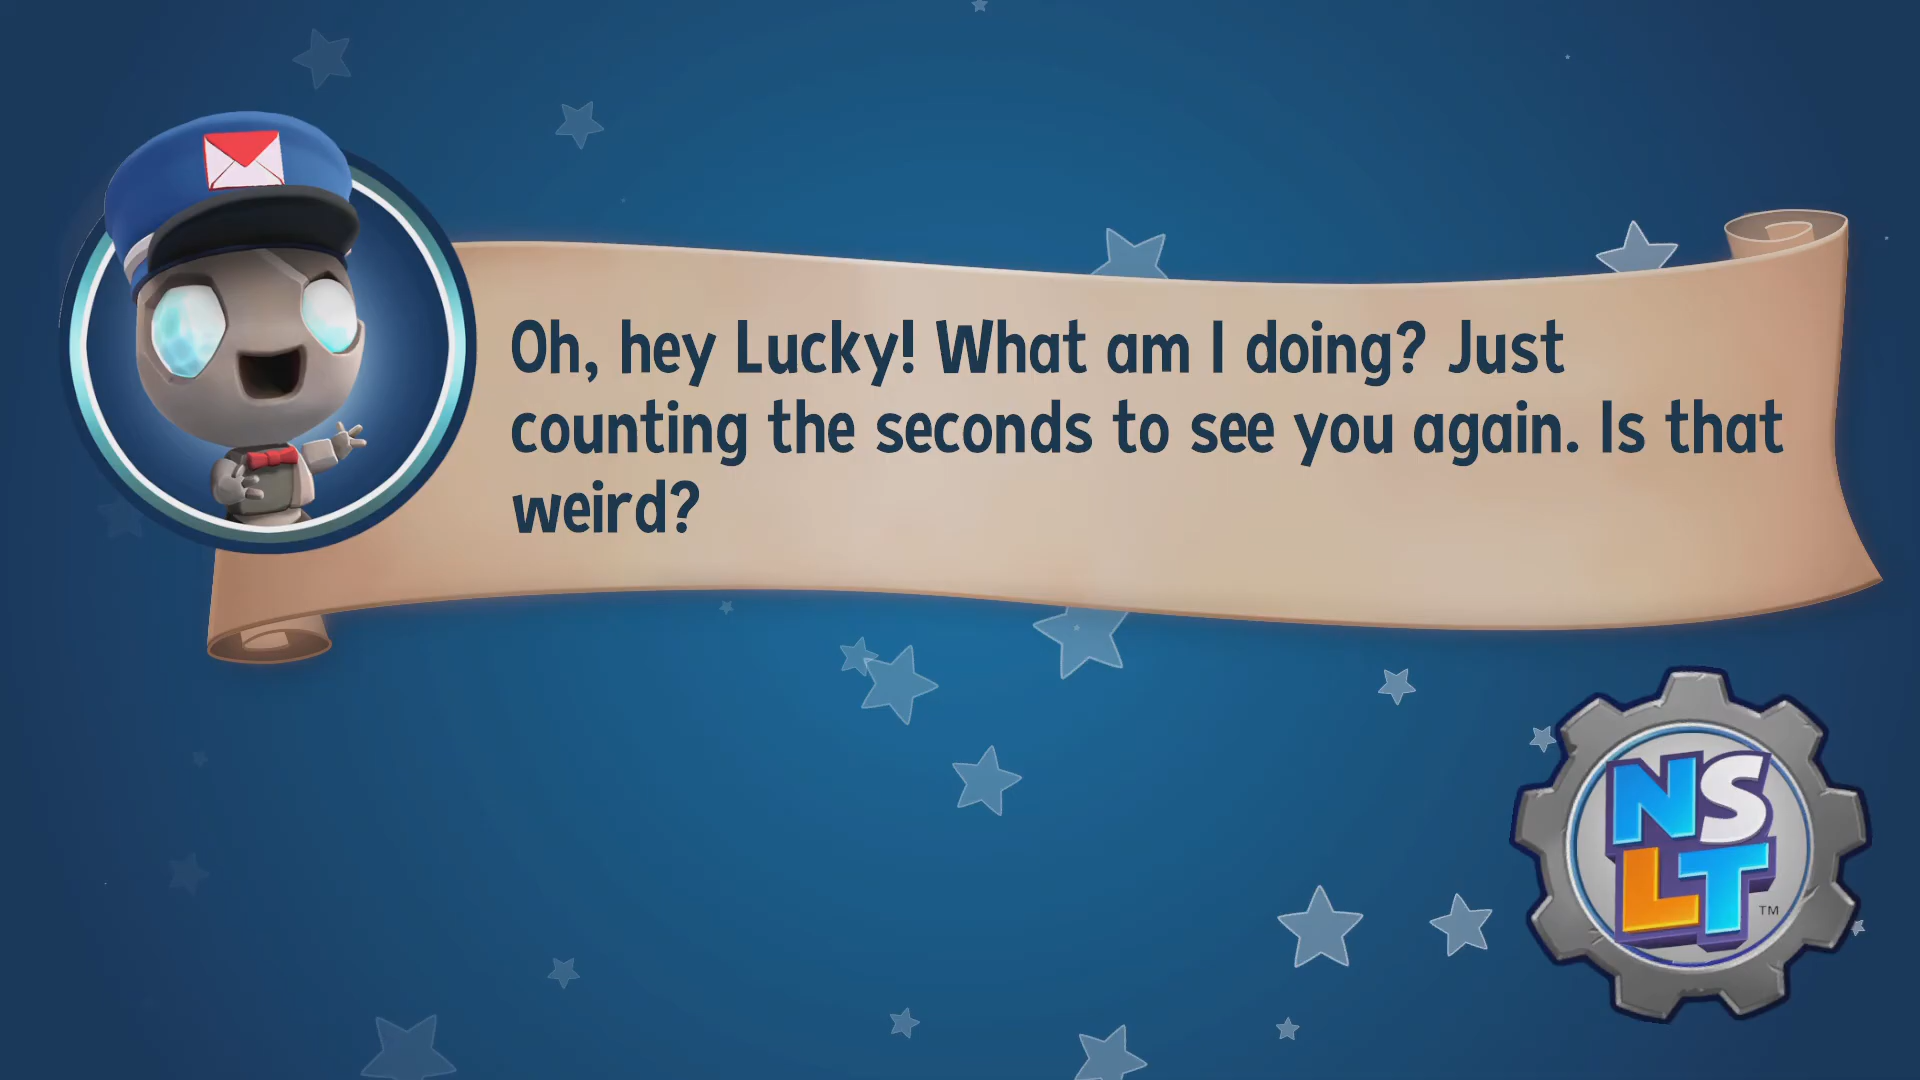 Oh, hey Lucky! What am I doing? Just
counting the seconds to see you again. Is that
weird?
NS
LT
TM